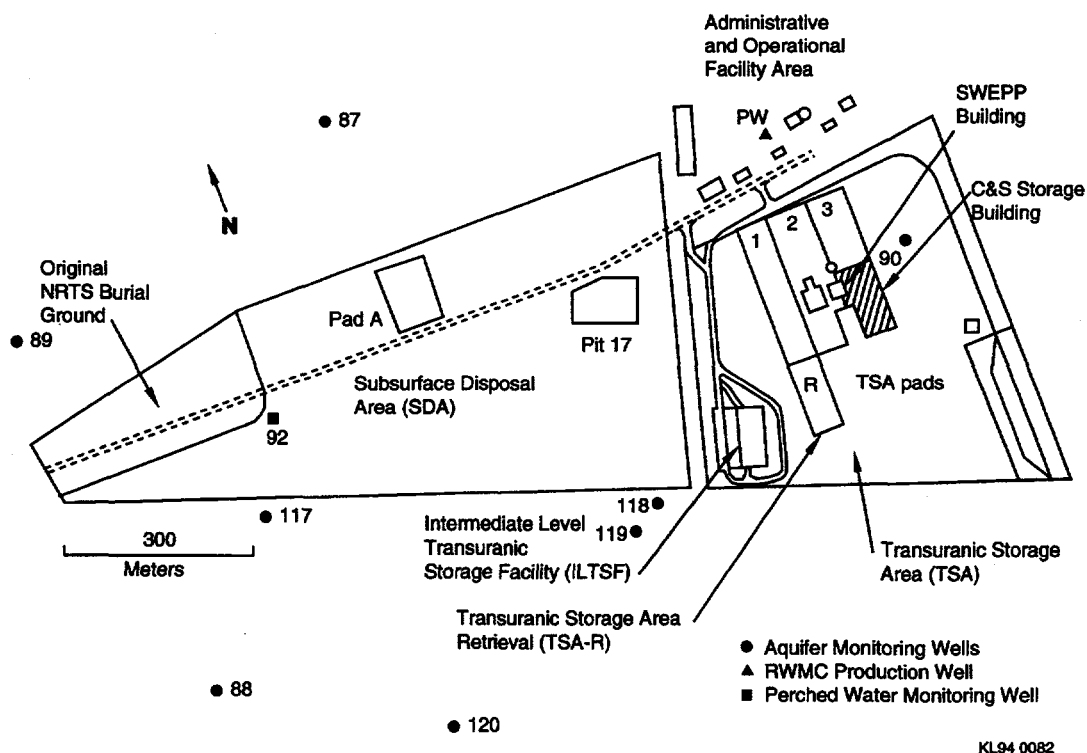 Administrative
and Operational
Facility Area
SWEPP
Building
87
PW
C&S Storage
Building
N
1
2
3
90
Original
NRTS Burial
Ground
89
Pad A
Pit 17
Subsurface Disposal
Area (SDA)
R
TSA pads
92
117
118
119
300
Meters
Intermediate Level
Transuranic
Storage Facility (ILTSF)
Transuranic Storage
Area (TSA)
Transuranic Storage Area
Retrieval (TSA-R)
88
120
● Aquifer Monitoring Wells
▲ RWMC Production Well
■ Perched Water Monitoring Well
KL94 0082